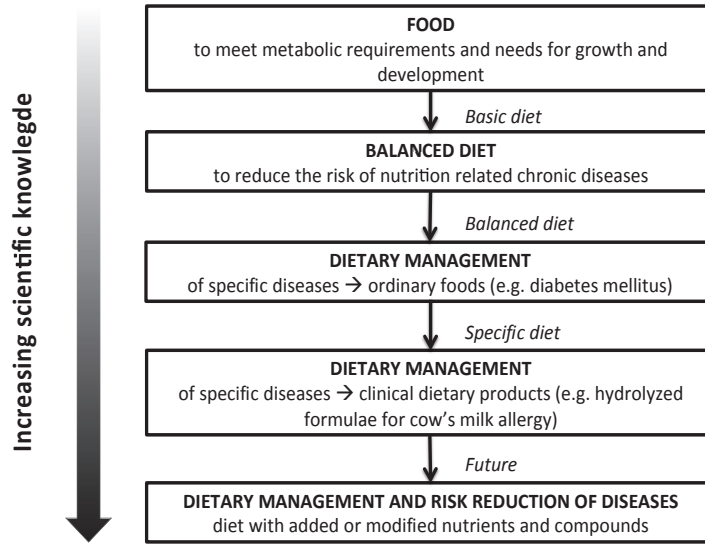 Increasing scientific knowlegde
FOOD
to meet metabolic requirements and needs for growth and
development
Basic diet
BALANCED DIET
to reduce the risk of nutrition related chronic diseases
Balanced diet
DIETARY MANAGEMENT
of specific diseases → ordinary foods (e.g. diabetes mellitus)
Specific diet
DIETARY MANAGEMENT
of specific diseases → clinical dietary products (e.g. hydrolyzed
formulae for cow's milk allergy)
Future
DIETARY MANAGEMENT AND RISK REDUCTION OF DISEASES
diet with added or modified nutrients and compounds